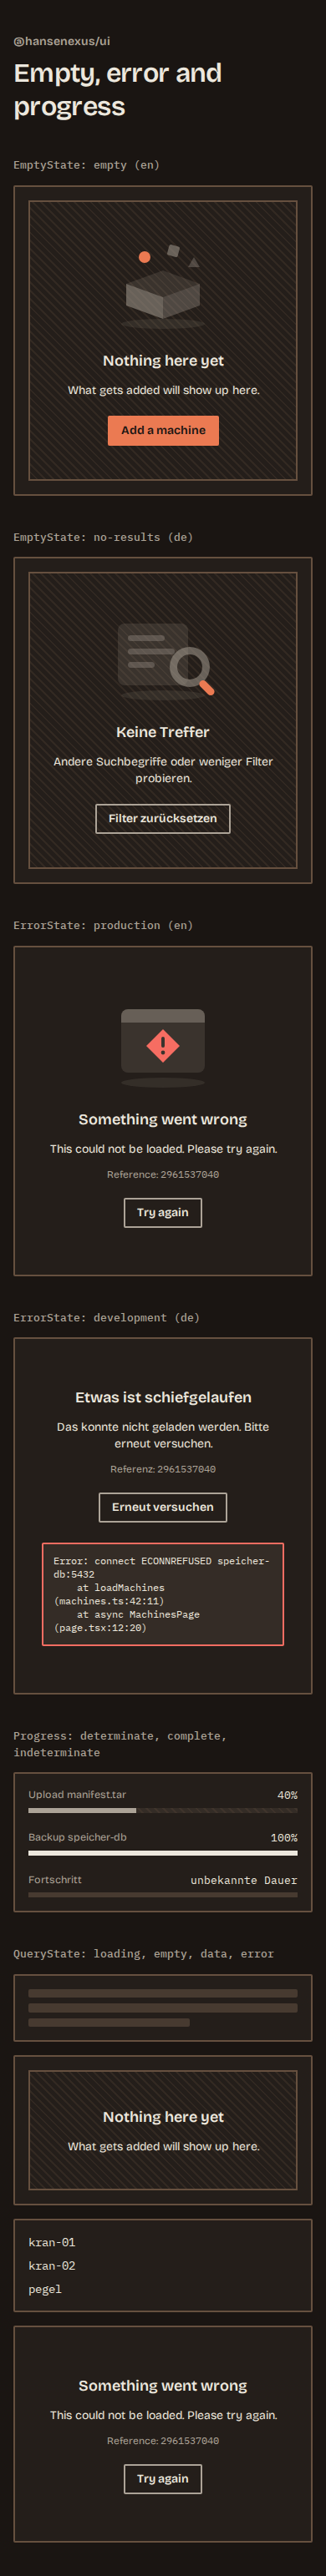 @hansenexus/ui
Empty, error and
progress
EmptyState: empty (en)
Nothing here yet
What gets added will show up here.
Add a machine
EmptyState: no-results (de)
Keine Treffer
Andere Suchbegriffe oder weniger Filter
probieren.
Filter zurücksetzen
ErrorState: production (en)
Something went wrong
This could not be loaded. Please try again.
Reference: 2961537040
Try again
ErrorState: development (de)
Etwas ist schiefgelaufen
Das konnte nicht geladen werden. Bitte
erneut versuchen.
Referenz: 2961537040
Erneut versuchen
Error: connect ECONNREFUSED speicher-
db:5432
at loadMachines
(machines.ts:42:11)
at async MachinesPage
(page.tsx:12:20)
Progress: determinate, complete,
indeterminate
Upload manifest.tar 40%
Backup speicher-db 100%
Fortschritt unbekannte Dauer
QueryState: loading, empty, data, error
Nothing here yet
What gets added will show up here.
kran-01
kran-02
pegel
Something went wrong
This could not be loaded. Please try again.
Reference: 2961537040
Try again